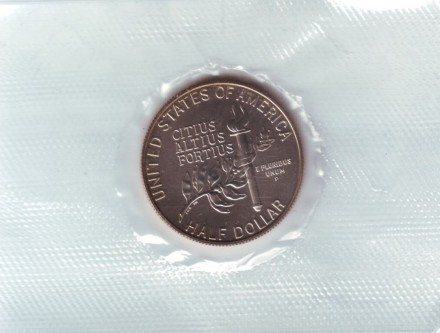 UNITED STATES OF AMERICA
CITIUS
ALTIUS
FORTIUS
E PLURIBUS
UNUM
P
HALF DOLLAR